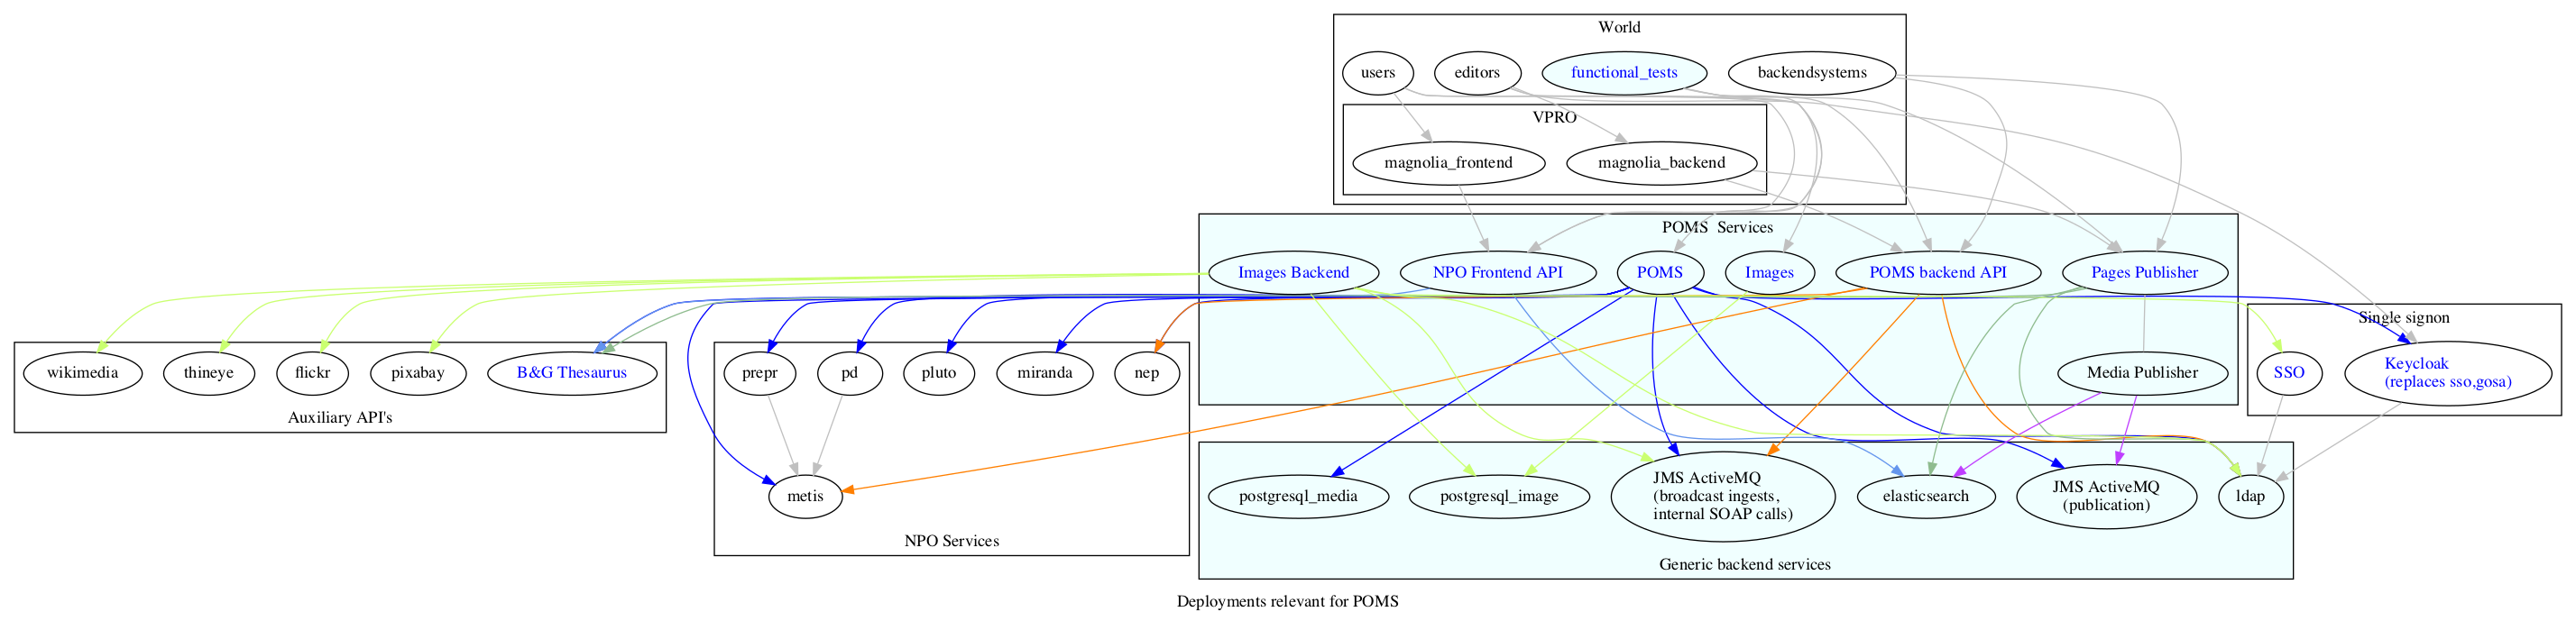 World
users
editors
functional_tests
backendsystems
VPRO
magnolia_frontend
magnolia_backend
POMS  Services
Images Backend
NPO Frontend API
POMS
Images
POMS backend API
Pages Publisher
Single signon
wikimedia
thineye
flickr
pixabay
B&G Thesaurus
prepr
pd
pluto
miranda
nep
Media Publisher
SSO
Keycloak
(replaces sso,gosa)
Auxiliary API's
metis
postgresql_media
postgresql_image
JMS ActiveMQ
(broadcast ingests,
internal SOAP calls)
elasticsearch
JMS ActiveMQ
(publication)
ldap
NPO Services
Generic backend services
Deployments relevant for POMS